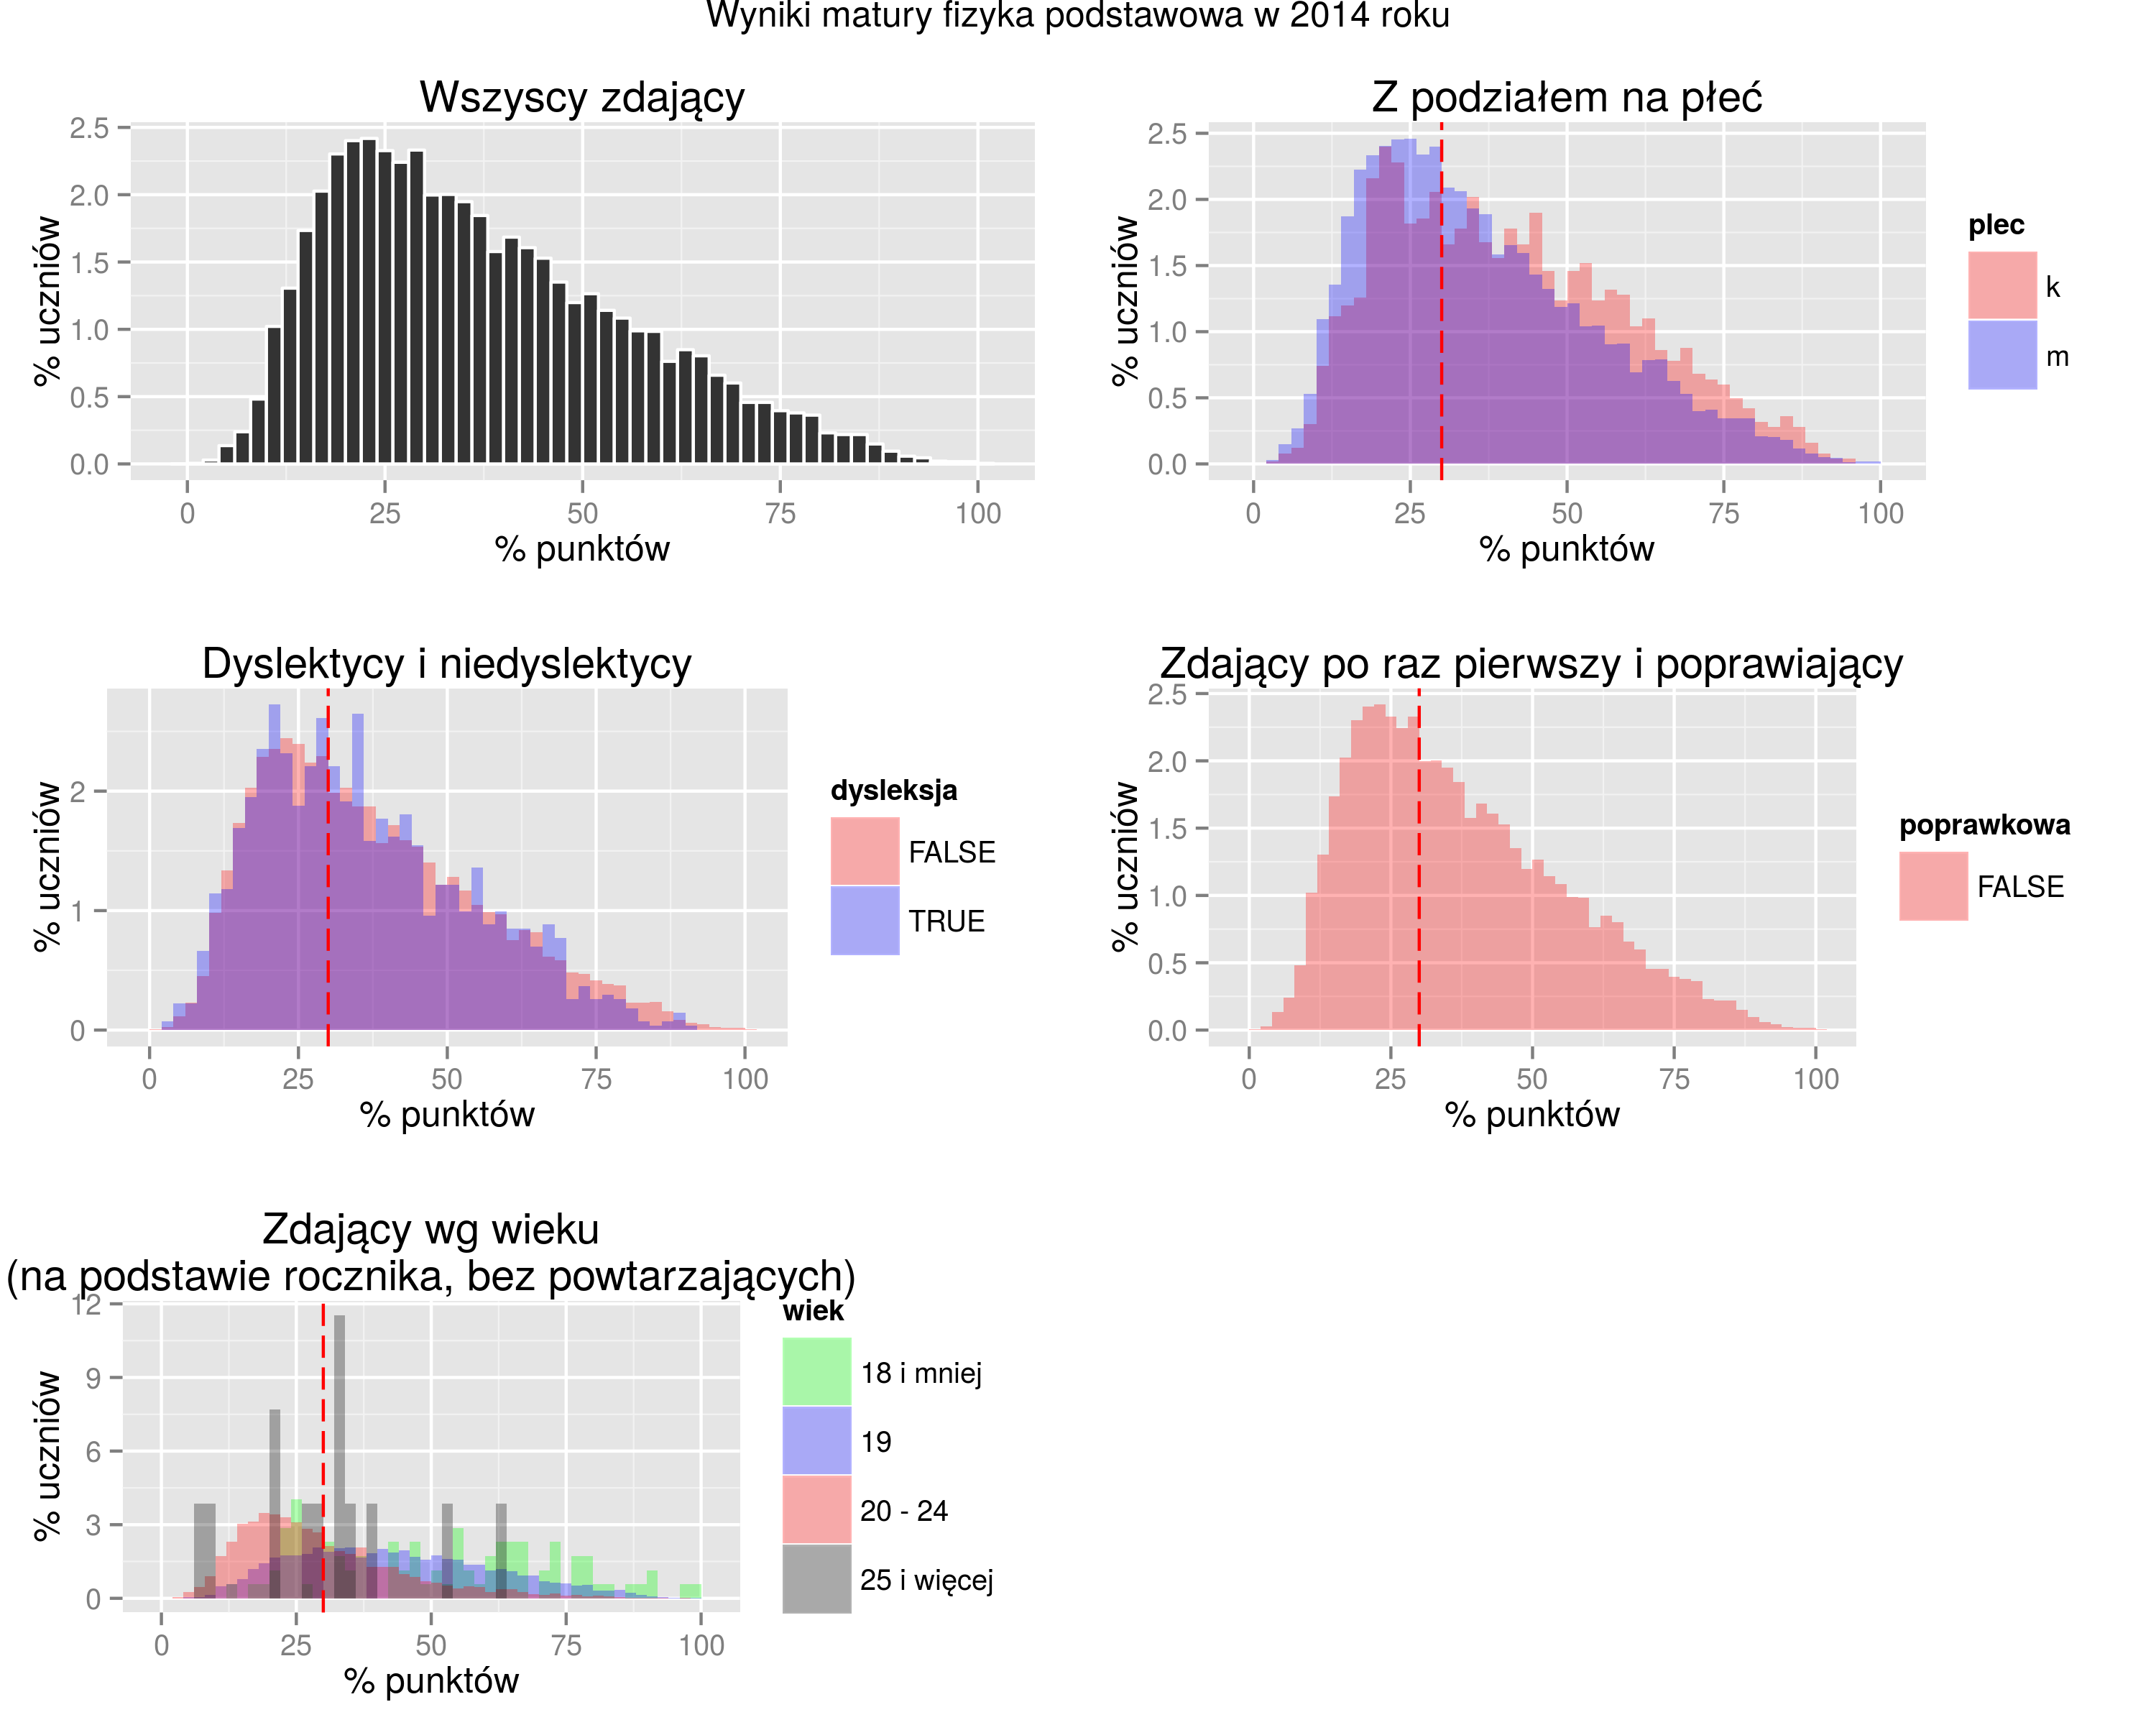 Wyniki matury fizyka podstawowa w 2014 roku
Wszyscy zdający
% uczniów
2.5
2.0
1.5
1.0
0.5
0.0
0 25 50 75 100
% punktów
Z podziałem na płeć
% uczniów
2.5
2.0
1.5
1.0
0.5
0.0
0 25 50 75 100
% punktów
plec
k
m
Dyslektycy i niedyslektycy
% uczniów
2
1
0
0 25 50 75 100
% punktów
dysleksja
FALSE
TRUE
Zdający po raz pierwszy i poprawiający
% uczniów
2.5
2.0
1.5
1.0
0.5
0.0
0 25 50 75 100
% punktów
poprawkowa
FALSE
Zdający wg wieku
(na podstawie rocznika, bez powtarzających)
% uczniów
12
9
6
3
0
0 25 50 75 100
% punktów
wiek
18 i mniej
19
20 - 24
25 i więcej